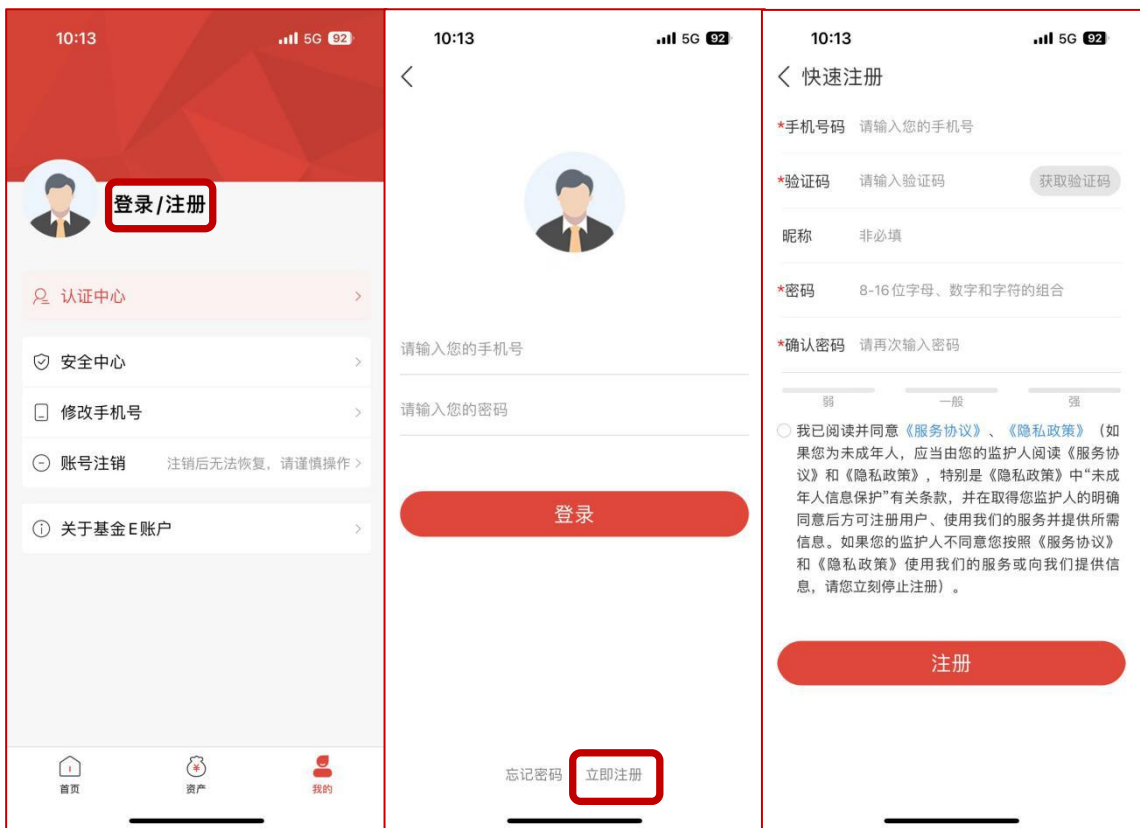 10:13
5G 92
登录/注册
认证中心
安全中心
修改手机号
账号注销 注销后无法恢复，请谨慎操作
关于基金E账户
首页 资产 我的
10:13
5G 92
请输入您的手机号
请输入您的密码
登录
忘记密码 立即注册
10:13
5G 92
快速注册
*手机号码 请输入您的手机号
*验证码 请输入验证码 获取验证码
昵称 非必填
*密码 8-16位字母、数字和字符的组合
*确认密码 请再次输入密码
弱 一般 强
我已阅读并同意《服务协议》、《隐私政策》（如
果您为未成年人，应当由您的监护人阅读《服务协
议》和《隐私政策》，特别是《隐私政策》中“未成
年人信息保护”有关条款，并在取得您监护人的明确
同意后方可注册用户、使用我们的服务并提供所需
信息。如果您的监护人不同意您按照《服务协议》
和《隐私政策》使用我们的服务或向我们提供信
息，请您立刻停止注册）。
注册